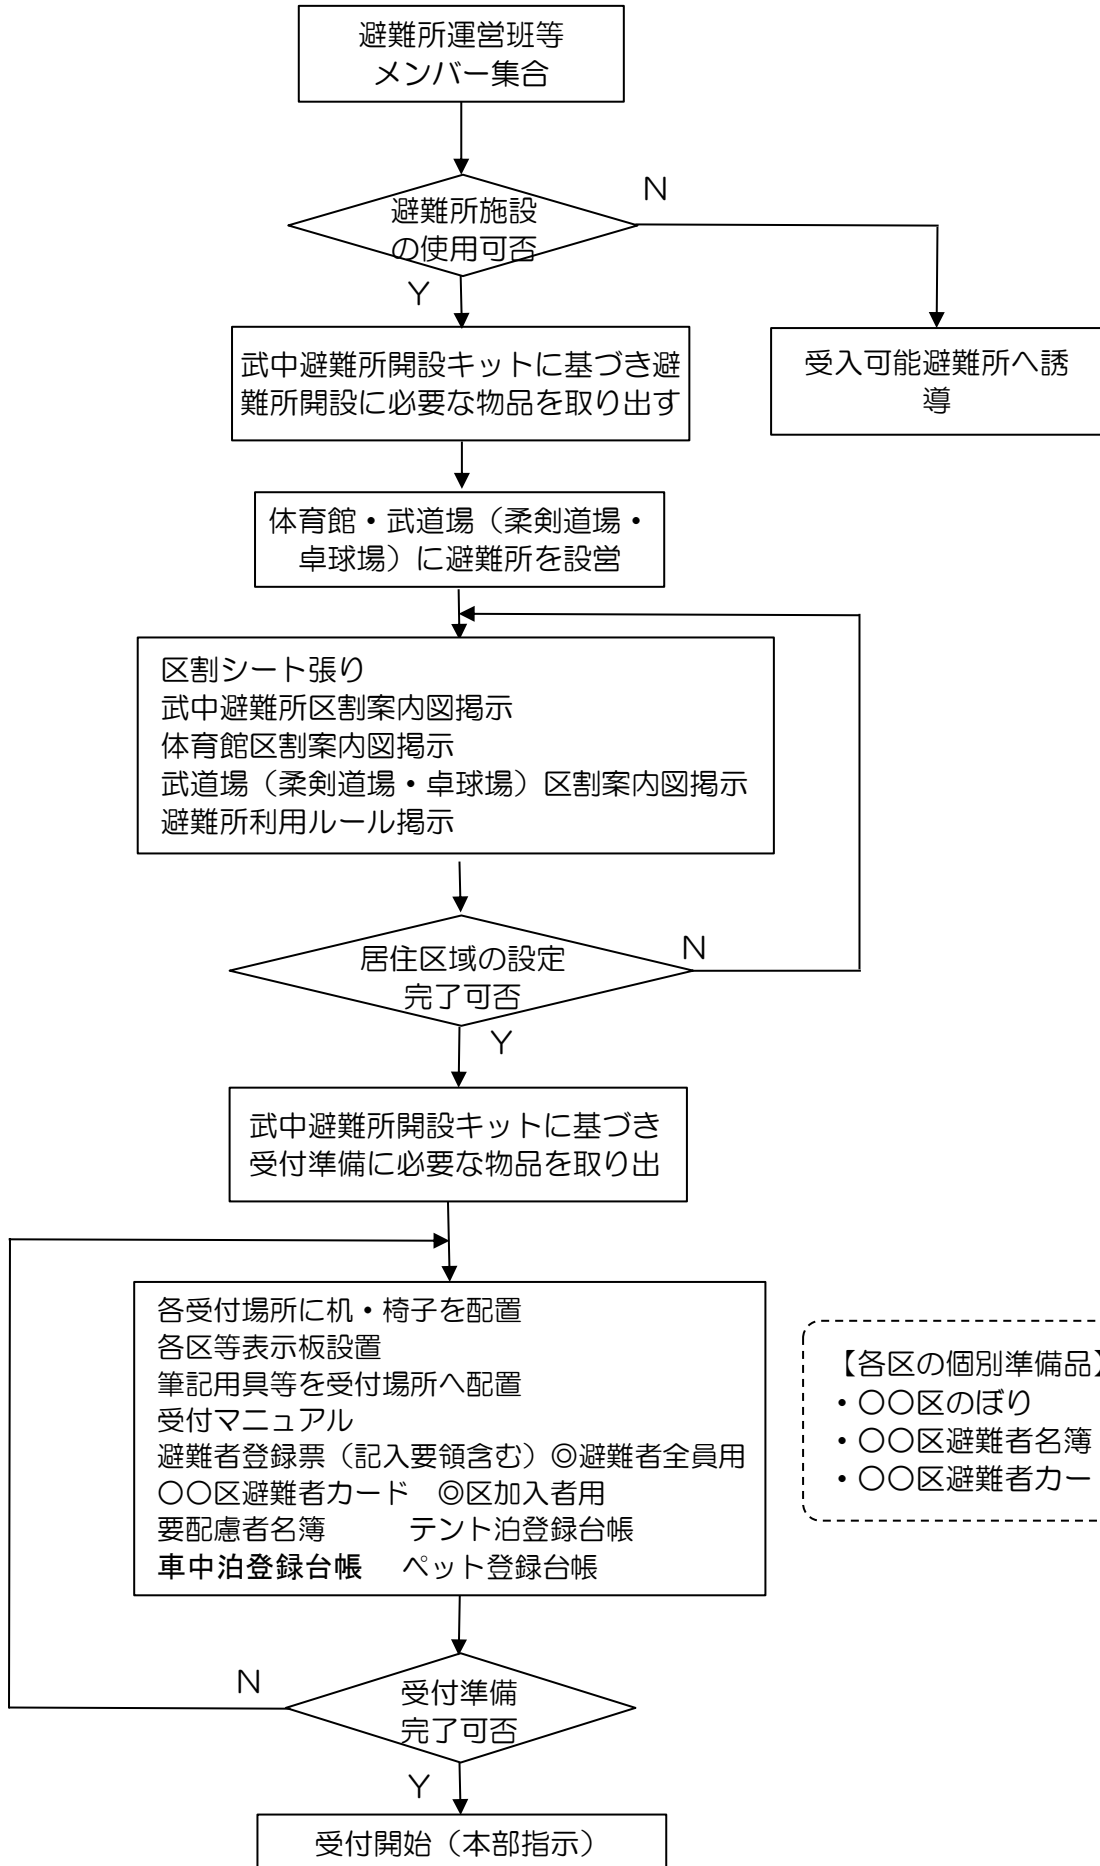 避難所運営班等
メンバー集合
避難所施設
の使用可否
N
Y
武中避難所開設キットに基づき避
難所開設に必要な物品を取り出す
受入可能避難所へ誘
導
体育館・武道場（柔剣道場・
卓球場）に避難所を設営
区割シート張り
武中避難所区割案内図掲示
体育館区割案内図掲示
武道場（柔剣道場・卓球場）区割案内図掲示
避難所利用ルール掲示
居住区域の設定
完了可否
N
Y
武中避難所開設キットに基づき
受付準備に必要な物品を取り出
各受付場所に机・椅子を配置
各区等表示板設置
筆記用具等を受付場所へ配置
受付マニュアル
避難者登録票（記入要領含む）◎避難者全員用
〇〇区避難者カード　◎区加入者用
要配慮者名簿　　　テント泊登録台帳
車中泊登録台帳　ペット登録台帳
【各区の個別準備品】
・〇〇区のぼり
・〇〇区避難者名簿
・〇〇区避難者カー
受付準備
完了可否
N
Y
受付開始（本部指示）